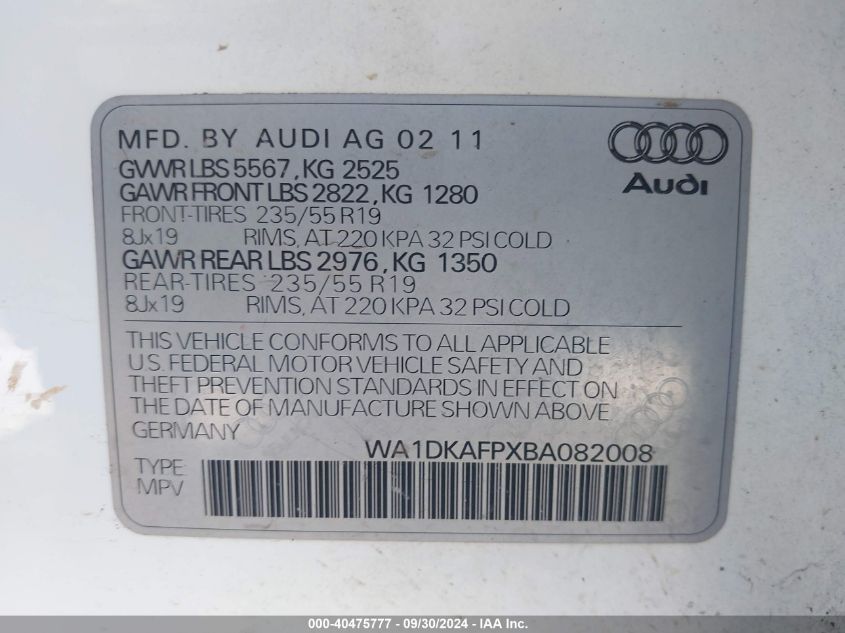 MFD. BY AUDI AG 02 11
GVWR LBS 5567, KG 2525
GAWR FRONT LBS 2822, KG 1280
FRONT-TIRES 235/55 R19
8Jx19 RIMS, AT 220 KPA 32 PSI COLD
GAWR REAR LBS 2976, KG 1350
REAR-TIRES 235/55 R19
8Jx19 RIMS, AT 220 KPA 32 PSI COLD
Audi
THIS VEHICLE CONFORMS TO ALL APPLICABLE
U.S. FEDERAL MOTOR VEHICLE SAFETY AND
THEFT PREVENTION STANDARDS IN EFFECT ON
THE DATE OF MANUFACTURE SHOWN ABOVE
GERMANY
WA1DKAFPXBA082008
TYPE:
MPV
000-40475777 - 09/30/2024 - IAA Inc.